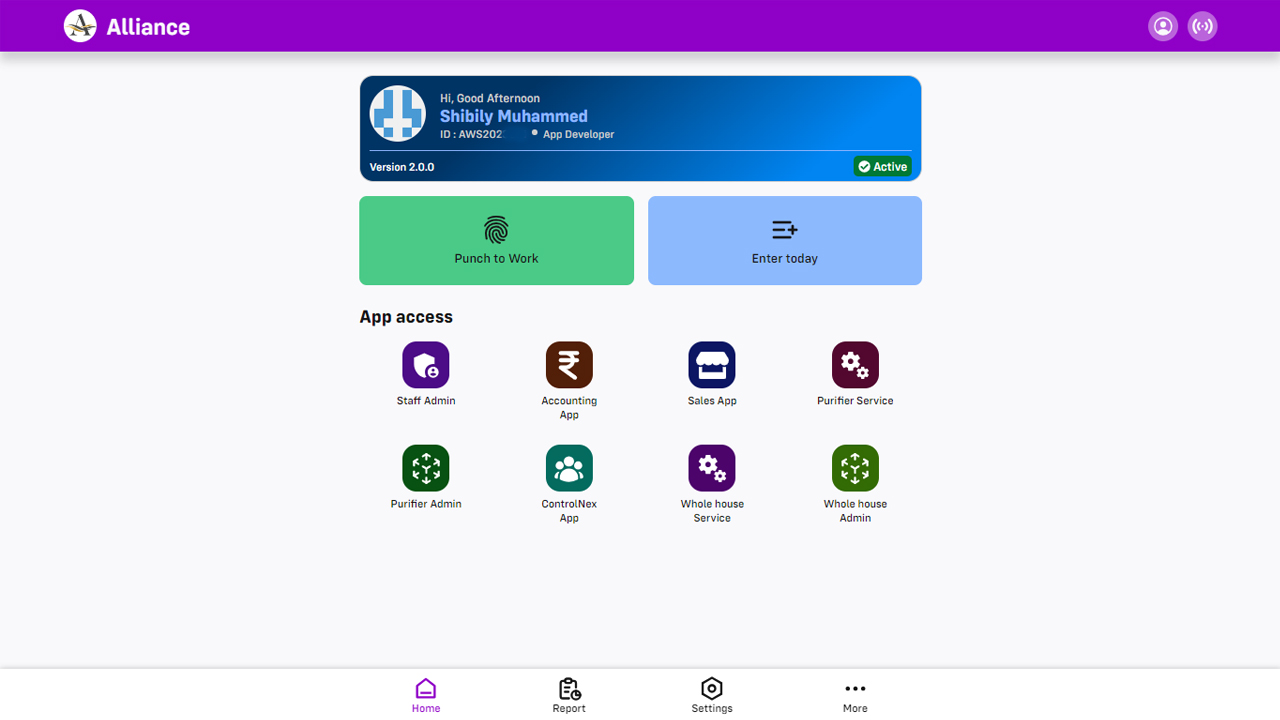 Alliance
Hi, Good Afternoon
Shibily Muhammed
ID : AWS202 App Developer
Version 2.0.0
Active
Punch to Work
Enter today
App access
Staff Admin
Accounting
App
Sales App
Purifier Service
Purifier Admin
ControlNex
App
Whole house
Service
Whole house
Admin
Home
Report
Settings
More